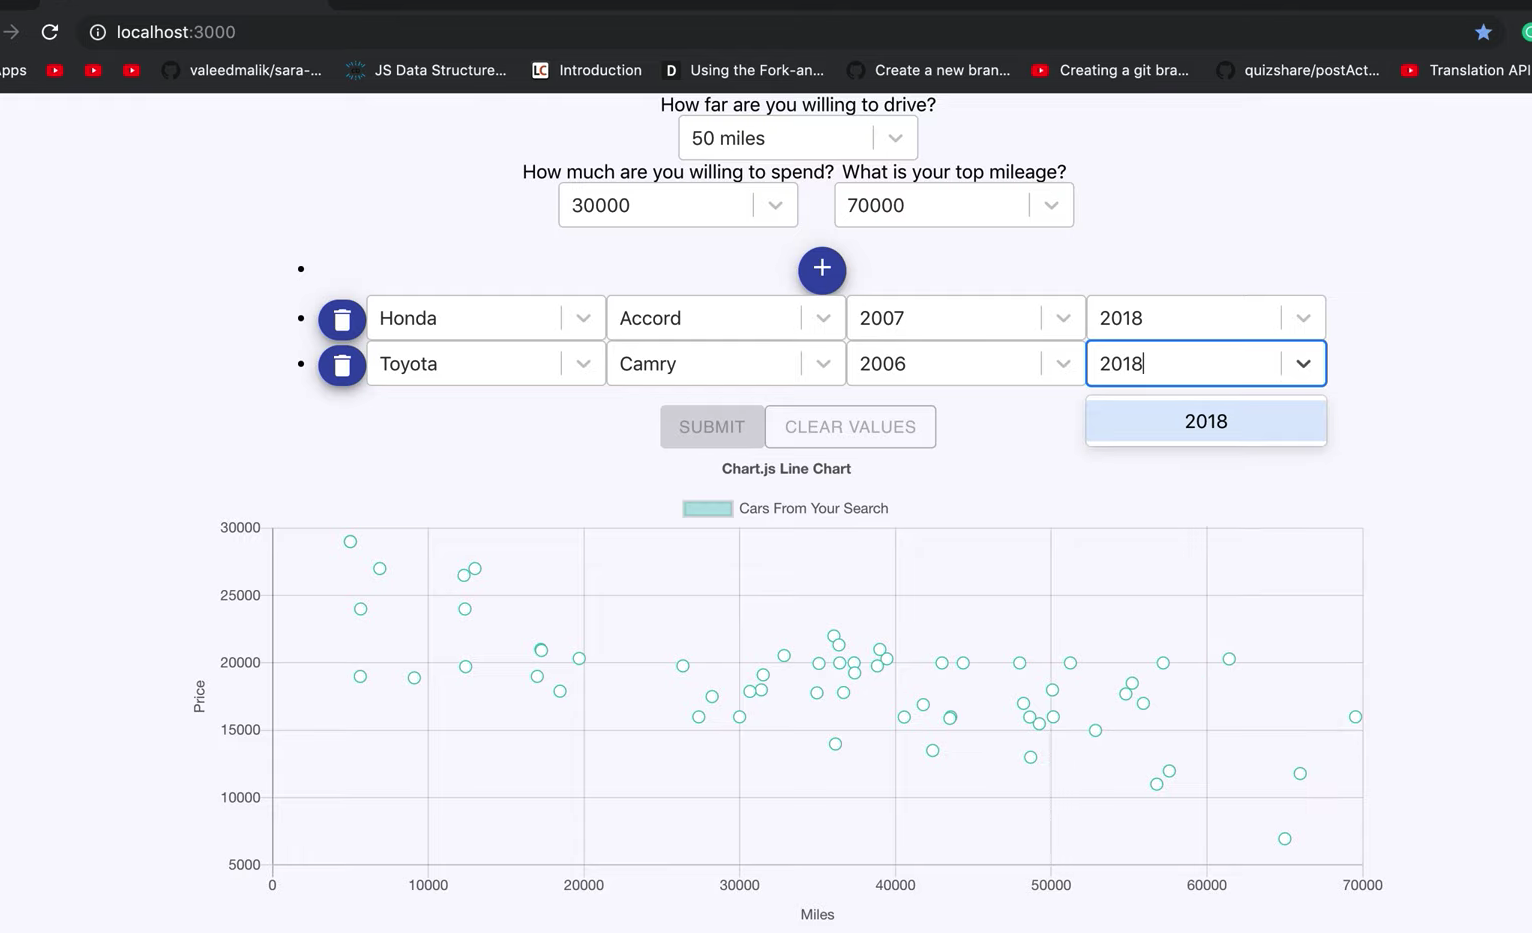 localhost:3000
pps valeedmalik/sara-... JS Data Structure... LC Introduction D Using the Fork-an... Create a new bran... Creating a git bra... quizshare/postAct... Translation API
How far are you willing to drive?
50 miles
How much are you willing to spend? What is your top mileage?
30000 70000
+
Honda Accord 2007 2018
Toyota Camry 2006 2018
2018
SUBMIT CLEAR VALUES
Chart.js Line Chart
Cars From Your Search
30000
25000
20000
15000
10000
5000
Price
0 10000 20000 30000 40000 50000 60000 70000
Miles